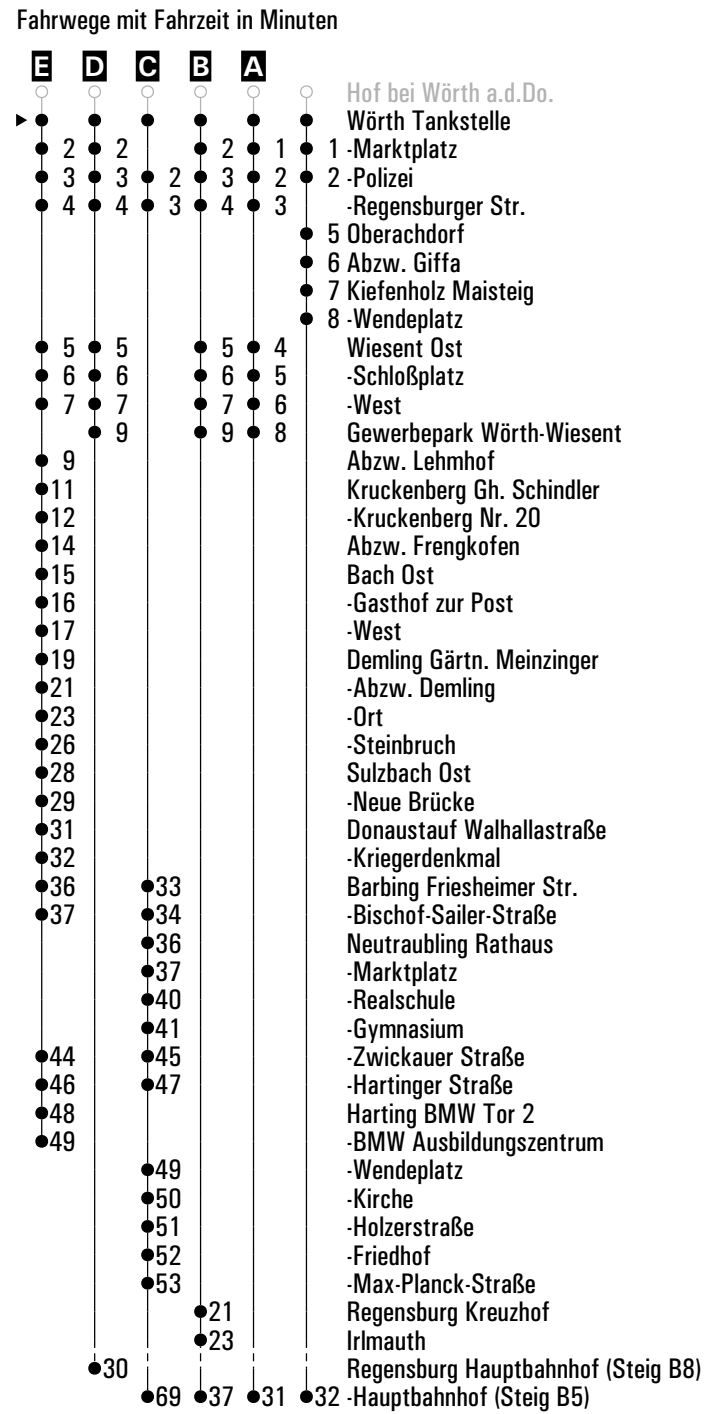 Fahrwege mit Fahrzeit in Minuten
E D C B A
Hof bei Wörth a.d.Do.
Wörth Tankstelle
2 2 2 1 1 -Marktplatz
3 3 2 3 2 2 -Polizei
4 4 3 4 3 -Regensburger Str.
5 Oberachdorf
6 Abzw. Giffa
7 Kiefenholz Maisteig
8 -Wendeplatz
5 5 5 4 Wiesent Ost
6 6 6 5 -Schloßplatz
7 7 7 6 -West
9 9 8 Gewerbepark Wörth-Wiesent
9 Abzw. Lehmhof
11 Kruckenberg Gh. Schindler
12 -Kruckenberg Nr. 20
14 Abzw. Frengkofen
15 Bach Ost
16 -Gasthof zur Post
17 -West
19 Demling Gärtn. Meinzinger
21 -Abzw. Demling
23 -Ort
26 -Steinbruch
28 Sulzbach Ost
29 -Neue Brücke
31 Donaustauf Walhallastraße
32 -Kriegerdenkmal
36 33 Barbing Friesheimer Str.
37 34 -Bischof-Sailer-Straße
36 Neutraubling Rathaus
37 -Marktplatz
40 -Realschule
41 -Gymnasium
44 45 -Zwickauer Straße
46 47 -Hartinger Straße
48 Harting BMW Tor 2
49 -BMW Ausbildungszentrum
49 -Wendeplatz
50 -Kirche
51 -Holzerstraße
52 -Friedhof
53 -Max-Planck-Straße
21 Regensburg Kreuzhof
23 Irlmauth
30 Regensburg Hauptbahnhof (Steig B8)
69 37 31 32 -Hauptbahnhof (Steig B5)